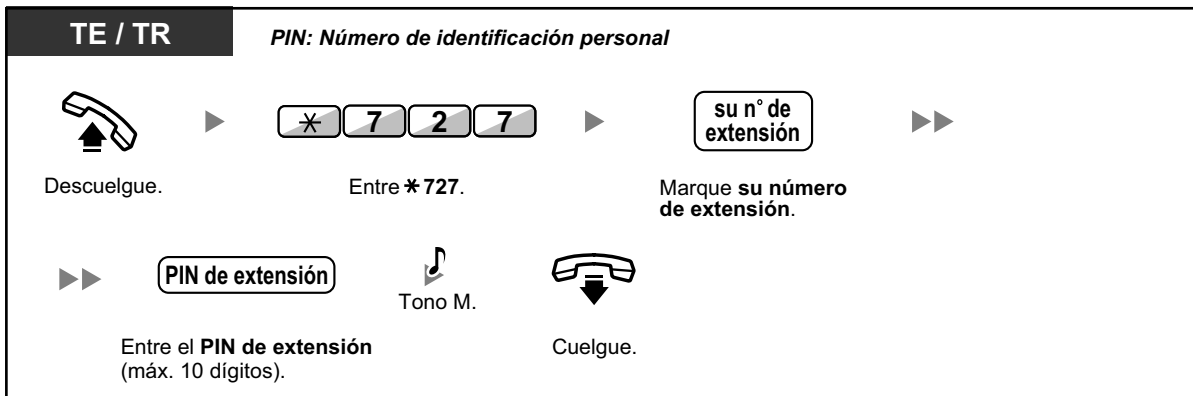 TE / TR
PIN: Número de identificación personal
* 7 2 7
su n° de
extensión
Descuelgue.
Entre *727.
Marque su número
de extensión.
PIN de extensión
Tono M.
Entre el PIN de extensión
(máx. 10 dígitos).
Cuelgue.